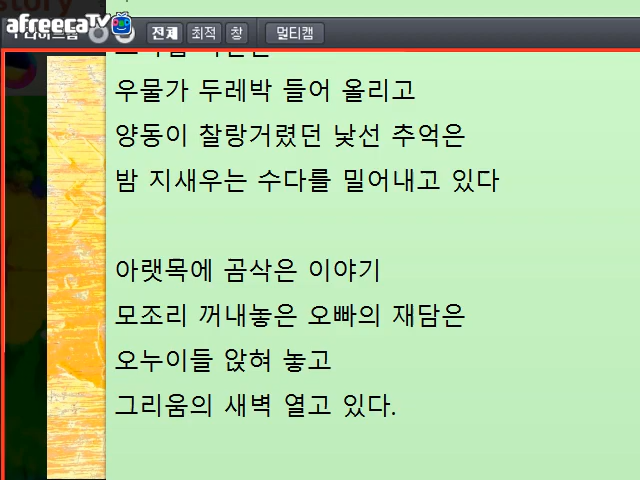 story
afreecaTV
전체 최적 창 멀티캠
우물가 두레박 들어 올리고
양동이 찰랑거렸던 낯선 추억은
밤 지새우는 수다를 밀어내고 있다
아랫목에 곰삭은 이야기
모조리 꺼내놓은 오빠의 재담은
오누이들 앉혀 놓고
그리움의 새벽 열고 있다.